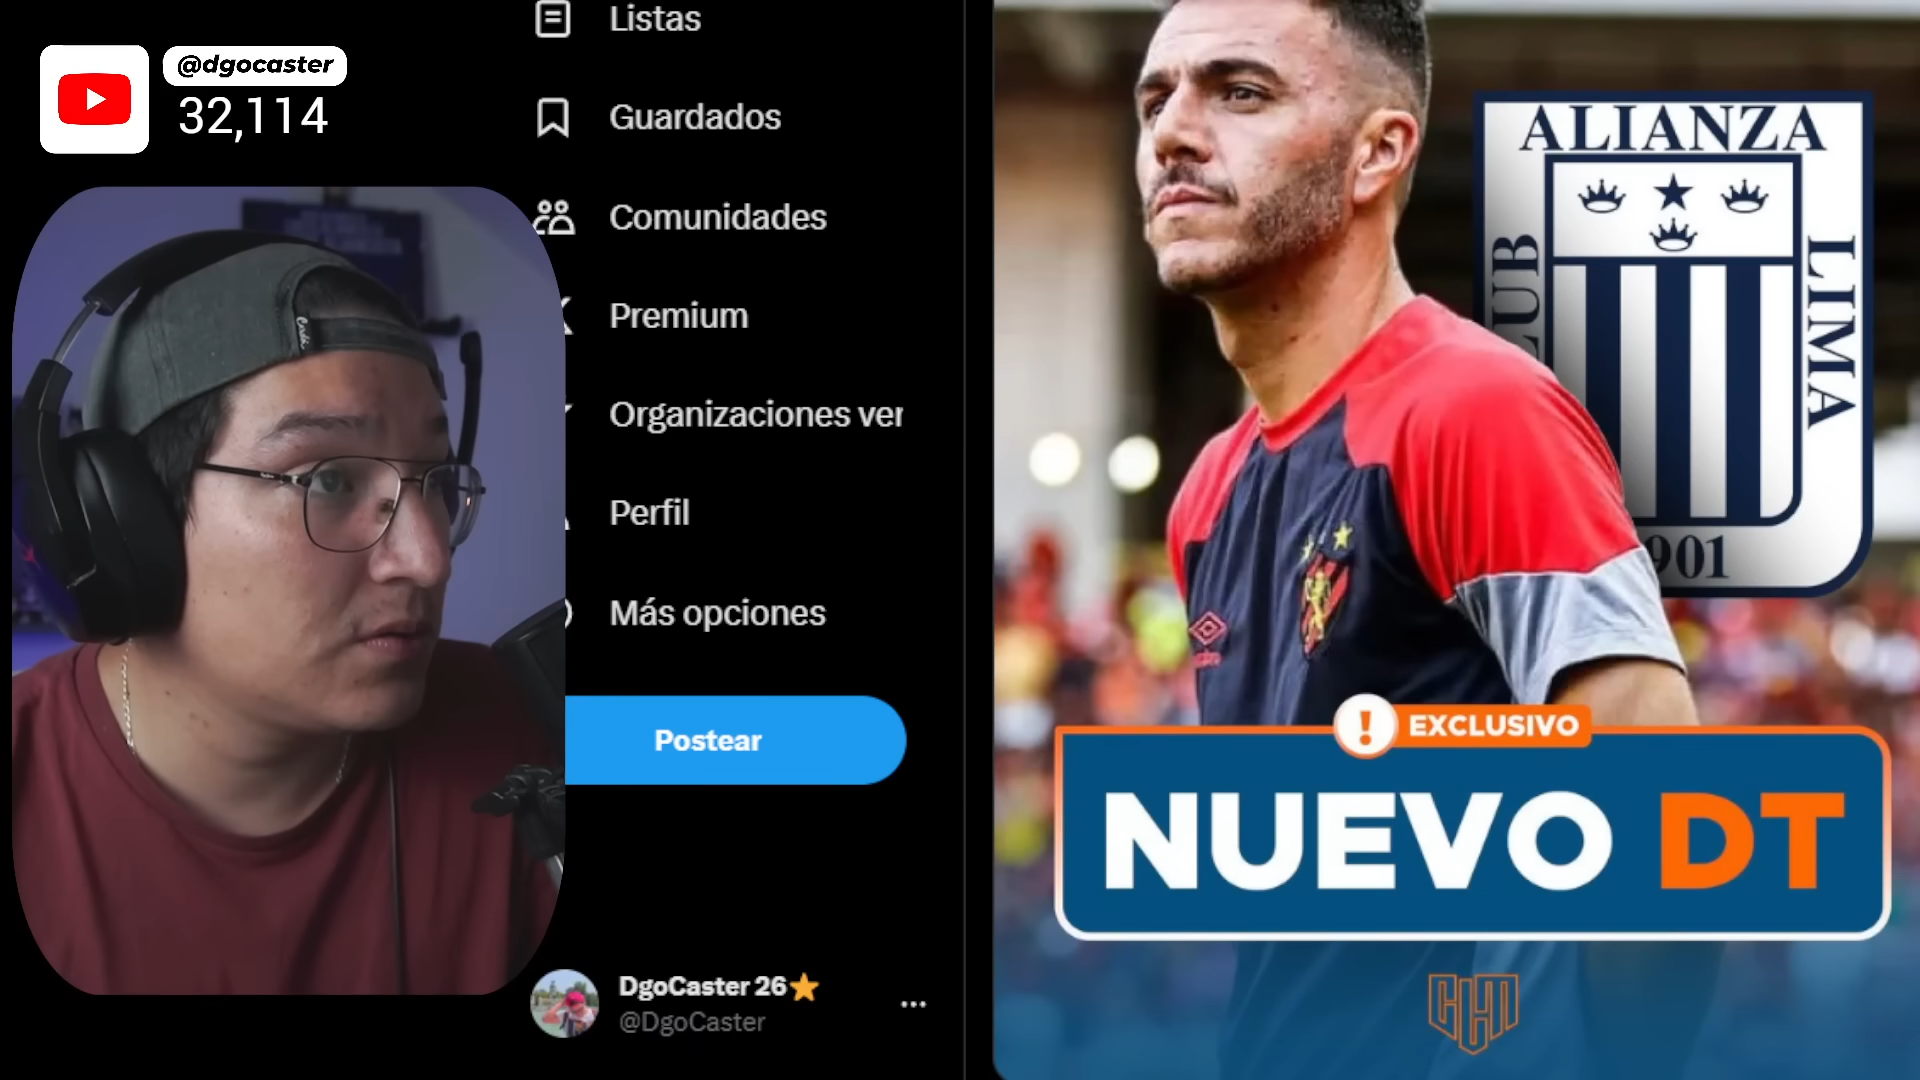 @dgocaster
32,114
Listas
Guardados
Comunidades
Premium
Organizaciones ver
Perfil
Más opciones
Postear
DgoCaster 26⭐
@DgoCaster
ALIANZA
LIMA
901
EXCLUSIVO
NUEVO DT